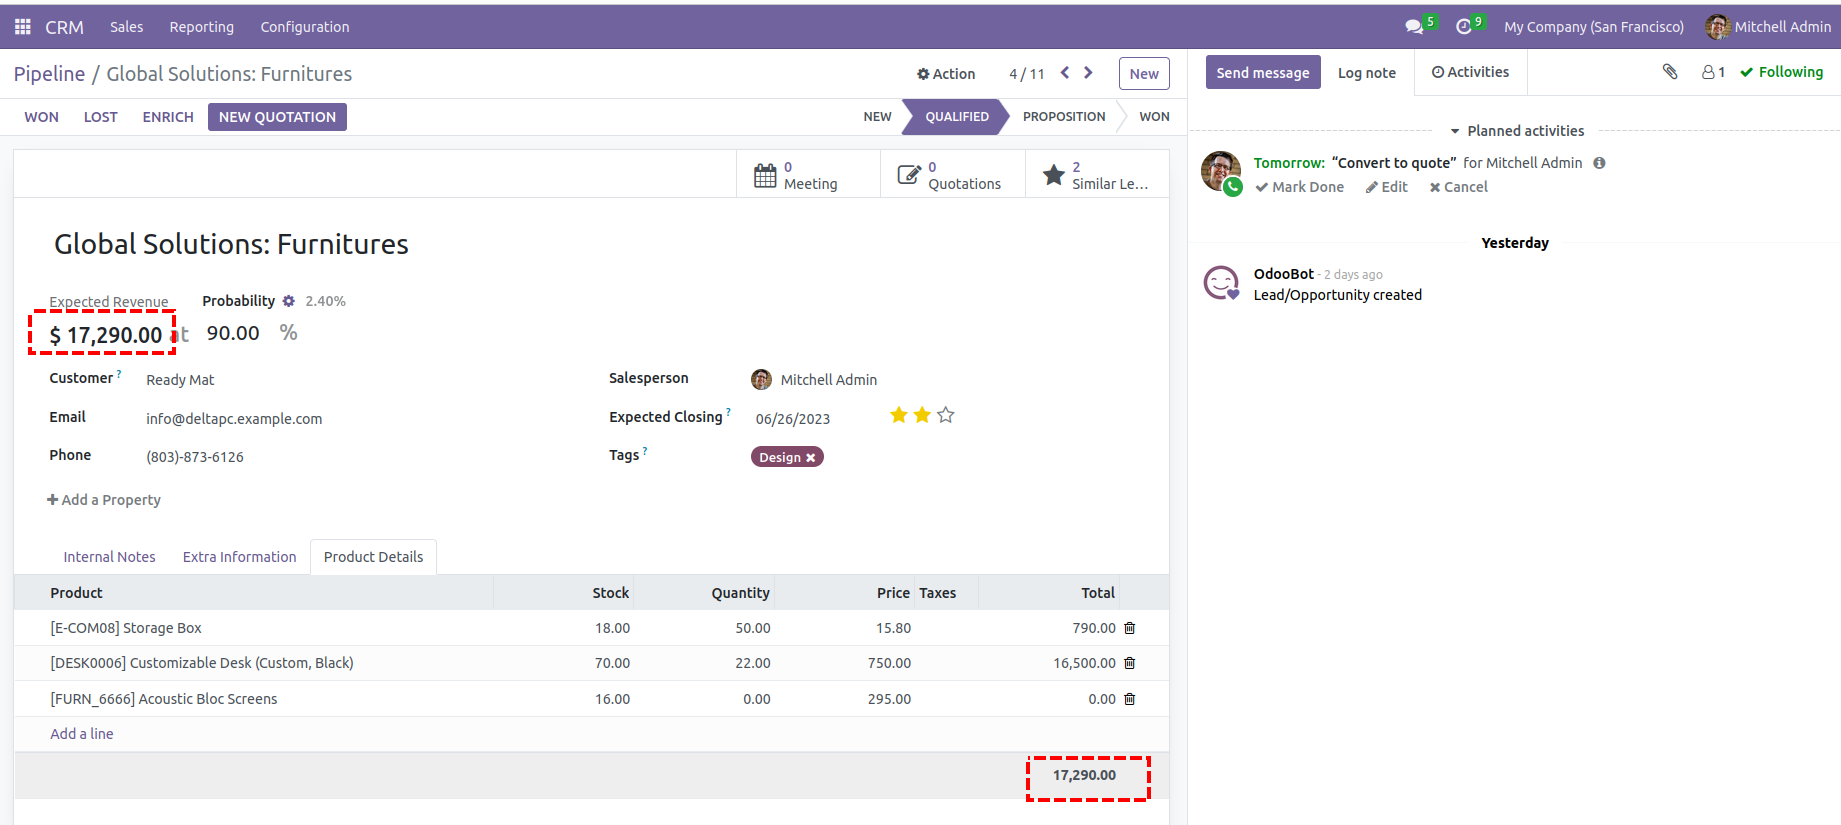 CRM Sales Reporting Configuration 5 9 My Company (San Francisco) Mitchell Admin
Pipeline / Global Solutions: Furnitures Action 4 / 11 New
WON LOST ENRICH NEW QUOTATION NEW QUALIFIED PROPOSITION WON
0 Meeting
0 Quotations
2 Similar Le...
Global Solutions: Furnitures
Expected Revenue Probability 2.40%
$ 17,290.00 at 90.00 %
Customer ? Ready Mat
Email info@deltapc.example.com
Phone (803)-873-6126
Salesperson Mitchell Admin
Expected Closing ? 06/26/2023
Tags ? Design
Add a Property
Internal Notes Extra Information Product Details
Product Stock Quantity Price Taxes Total
[E-COM08] Storage Box 18.00 50.00 15.80 790.00
[DESK0006] Customizable Desk (Custom, Black) 70.00 22.00 750.00 16,500.00
[FURN_6666] Acoustic Bloc Screens 16.00 0.00 295.00 0.00
Add a line
17,290.00
Send message Log note Activities 1 Following
Planned activities
Tomorrow: “Convert to quote” for Mitchell Admin
Mark Done Edit Cancel
Yesterday
OdooBot - 2 days ago
Lead/Opportunity created